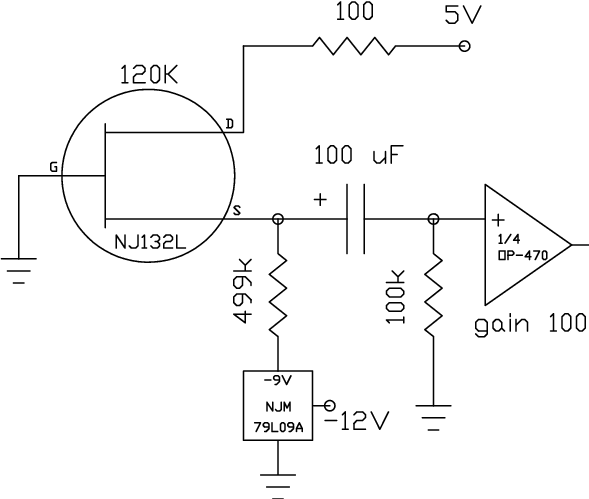 100
5V
120K
D
G
100 uF
S
+
+
NJ132L
1/4
OP-470
499k
100k
gain 100
-9V
NJM
79L09A
-12V